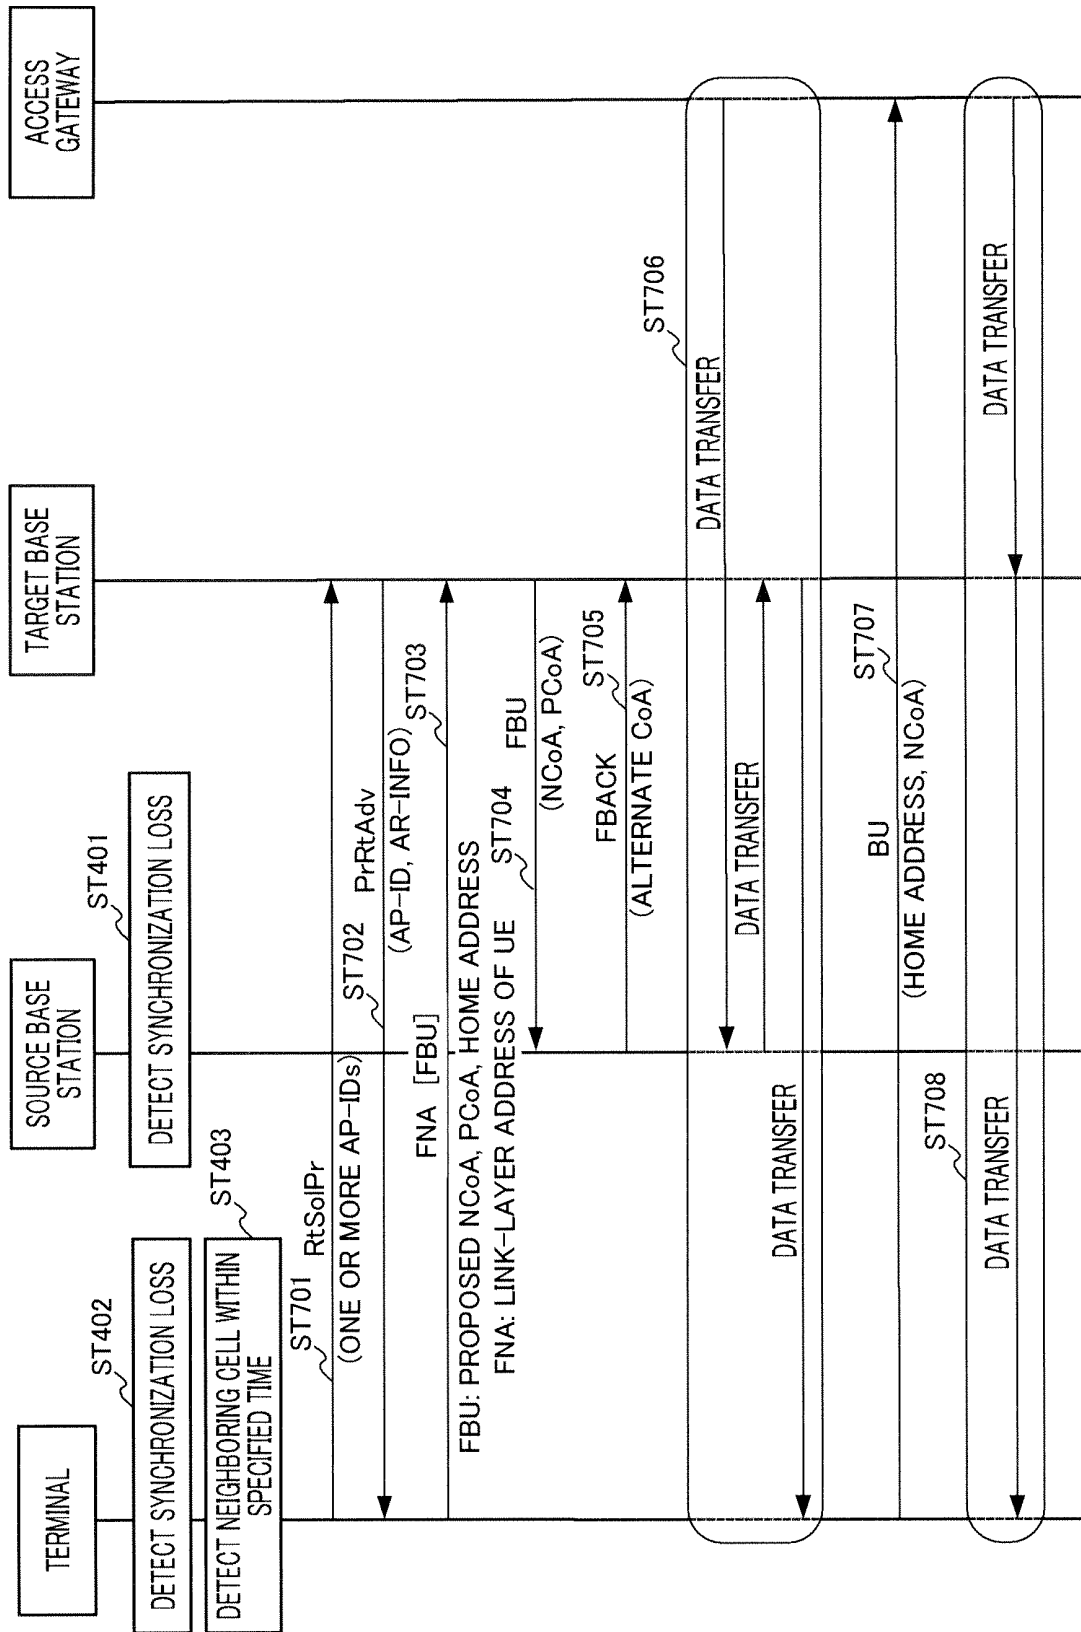 TERMINAL
SOURCE BASE
STATION
TARGET BASE
STATION
ACCESS
GATEWAY
ST402
DETECT SYNCHRONIZATION LOSS
ST401
DETECT SYNCHRONIZATION LOSS
ST403
DETECT NEIGHBORING CELL WITHIN
SPECIFIED TIME
ST701
RtSolPr
(ONE OR MORE AP-IDs)
ST702
PrRtAdv
(AP-ID, AR-INFO)
FNA [FBU]
ST703
FBU: PROPOSED NCoA, PCoA, HOME ADDRESS
FNA: LINK-LAYER ADDRESS OF UE
ST704
FBU
(NCoA, PCoA)
FBACK
ST705
(ALTERNATE CoA)
ST706
DATA TRANSFER
DATA TRANSFER
DATA TRANSFER
BU
ST707
(HOME ADDRESS, NCoA)
ST708
DATA TRANSFER
DATA TRANSFER